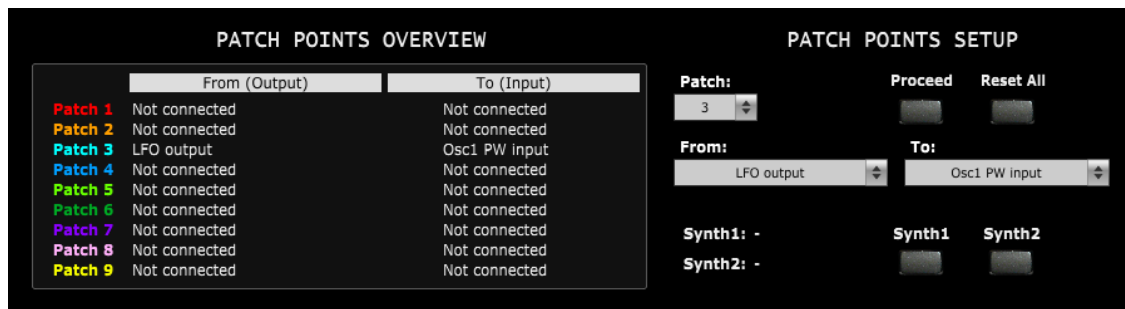 PATCH POINTS OVERVIEW
From (Output) To (Input)
Patch 1 Not connected Not connected
Patch 2 Not connected Not connected
Patch 3 LFO output Osc1 PW input
Patch 4 Not connected Not connected
Patch 5 Not connected Not connected
Patch 6 Not connected Not connected
Patch 7 Not connected Not connected
Patch 8 Not connected Not connected
Patch 9 Not connected Not connected
PATCH POINTS SETUP
Patch: Proceed Reset All
3
From: To:
LFO output Osc1 PW input
Synth1: - Synth1 Synth2
Synth2: -